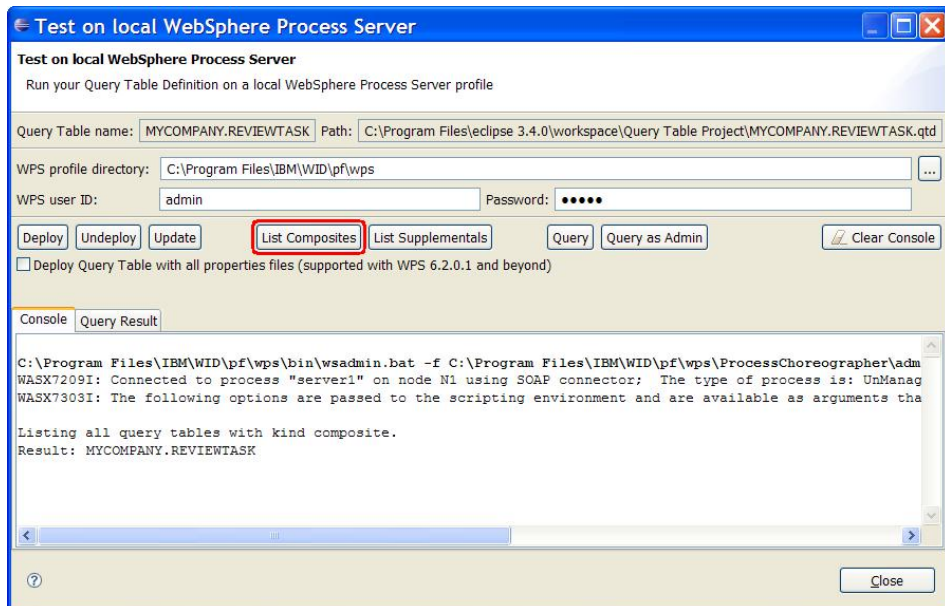 Test on local WebSphere Process Server
Test on local WebSphere Process Server
Run your Query Table Definition on a local WebSphere Process Server profile
Query Table name: MYCOMPANY.REVIEWTASK Path: C:\Program Files\eclipse 3.4.0\workspace\Query Table Project\MYCOMPANY.REVIEWTASK.qtd
WPS profile directory: C:\Program Files\IBM\WID\pf\wps ...
WPS user ID: admin Password: •••••
Deploy Undeploy Update List Composites List Supplementals Query Query as Admin Clear Console
Deploy Query Table with all properties files (supported with WPS 6.2.0.1 and beyond)
Console Query Result
C:\Program Files\IBM\WID\pf\wps\bin\wsadmin.bat -f C:\Program Files\IBM\WID\pf\wps\ProcessChoreographer\adm
WASX7209I: Connected to process "server1" on node N1 using SOAP connector; The type of process is: UnManag
WASX7303I: The following options are passed to the scripting environment and are available as arguments tha
Listing all query tables with kind composite.
Result: MYCOMPANY.REVIEWTASK
? Close